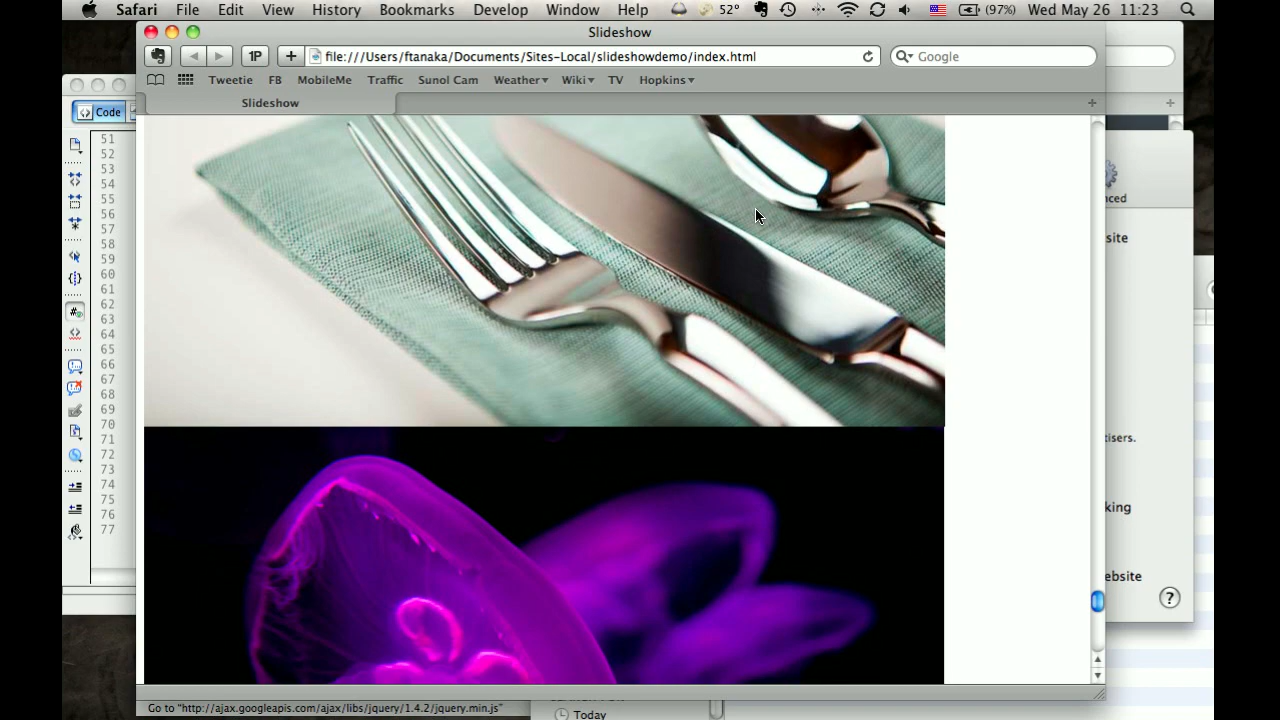 Safari File Edit View History Bookmarks Develop Window Help 52° (97%) Wed May 26 11:23
Slideshow
1P + file:///Users/ftanaka/Documents/Sites-Local/slideshowdemo/index.html Google
Tweetie FB MobileMe Traffic Sunol Cam Weather Wiki TV Hopkins
Code Slideshow + +
51
52
53
54
nced
55
56
57
site
58
59
60
61
62
63
64
65
66
67
68
69
70
tisers.
71
72
73
74
75
king
76
77
ebsite
?
Go to "http://ajax.googleapis.com/ajax/libs/jquery/1.4.2/jquery.min.js"
Today